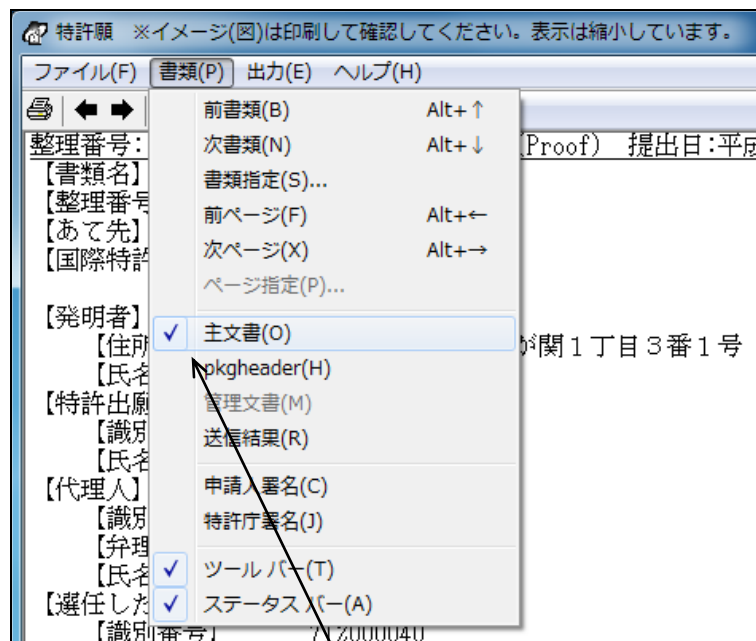 特許願 ※イメージ(図)は印刷して確認してください。表示は縮小しています。
ファイル(F) 書類(P) 出力(E) ヘルプ(H)
整理番号: (Proof) 提出日:平成
【書類名】
【整理番号
【あて先】
【国際特許
【発明者】
【住所
が関1丁目3番1号
【氏名
【特許出願
【識別
【氏名
【代理人】
【識別
【弁理
【氏名
【選任した
【識別番号】 712000040
前書類(B) Alt+↑
次書類(N) Alt+↓
書類指定(S)...
前ページ(F) Alt+←
次ページ(X) Alt+→
ページ指定(P)...
✓ 主文書(O)
pkgheader(H)
管理文書(M)
送信結果(R)
申請人署名(C)
特許庁署名(J)
✓ ツール バー(T)
✓ ステータス バー(A)